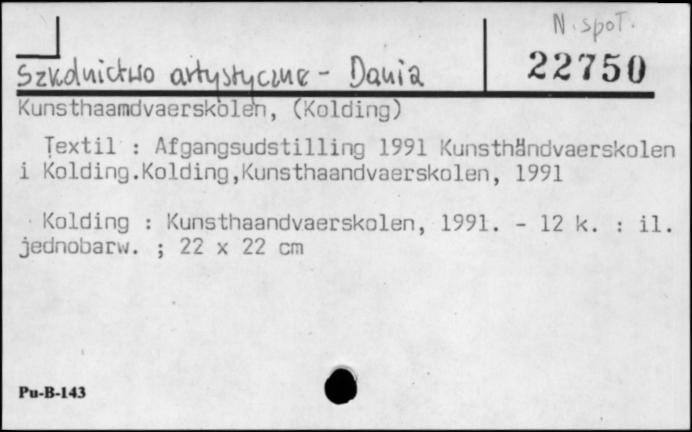 N. spoT.
22750
Szkolnictwo artystyczne - Dania
Kunsthaamdvaerskolen, (Kolding)
Textil : Afgangsudstilling 1991 Kunsthåndvaerskolen
i Kolding.Kolding,Kunsthaandvaerskolen, 1991
Kolding : Kunsthaandvaerskolen, 1991. - 12 k. : il.
jednobarw. ; 22 x 22 cm
Pu-B-143